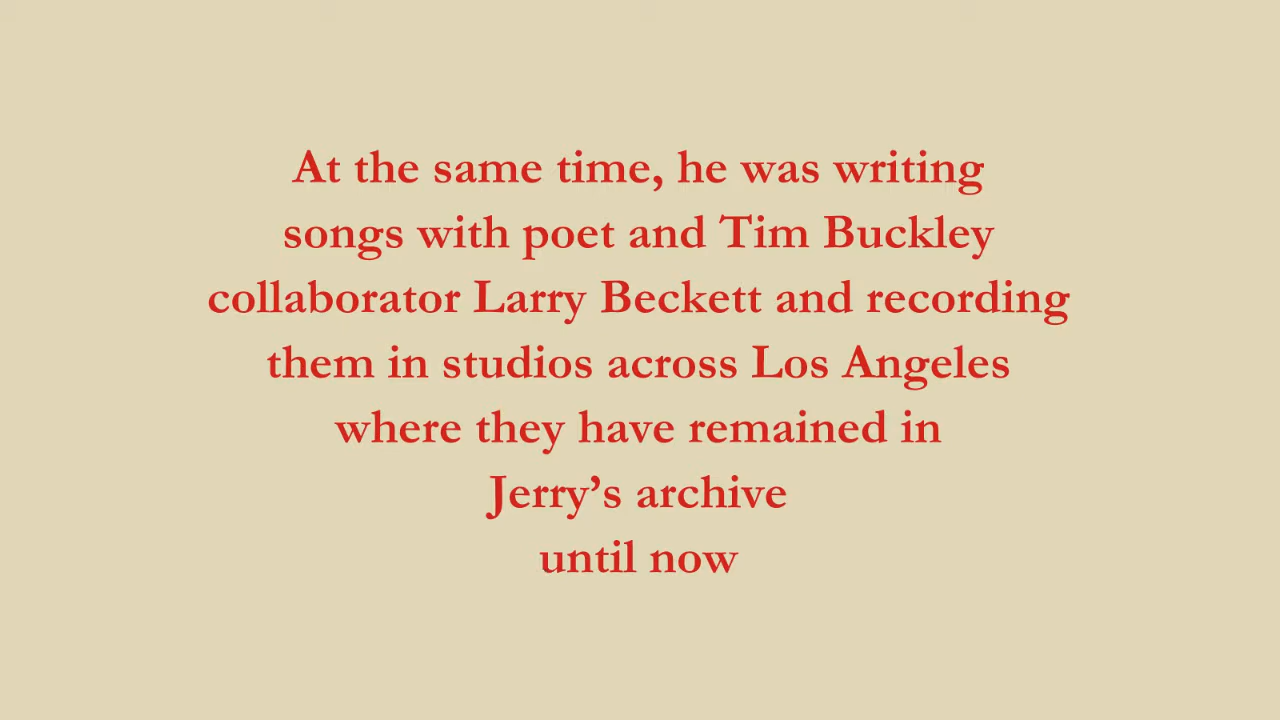 At the same time, he was writing
songs with poet and Tim Buckley
collaborator Larry Beckett and recording
them in studios across Los Angeles
where they have remained in
Jerry’s archive
until now